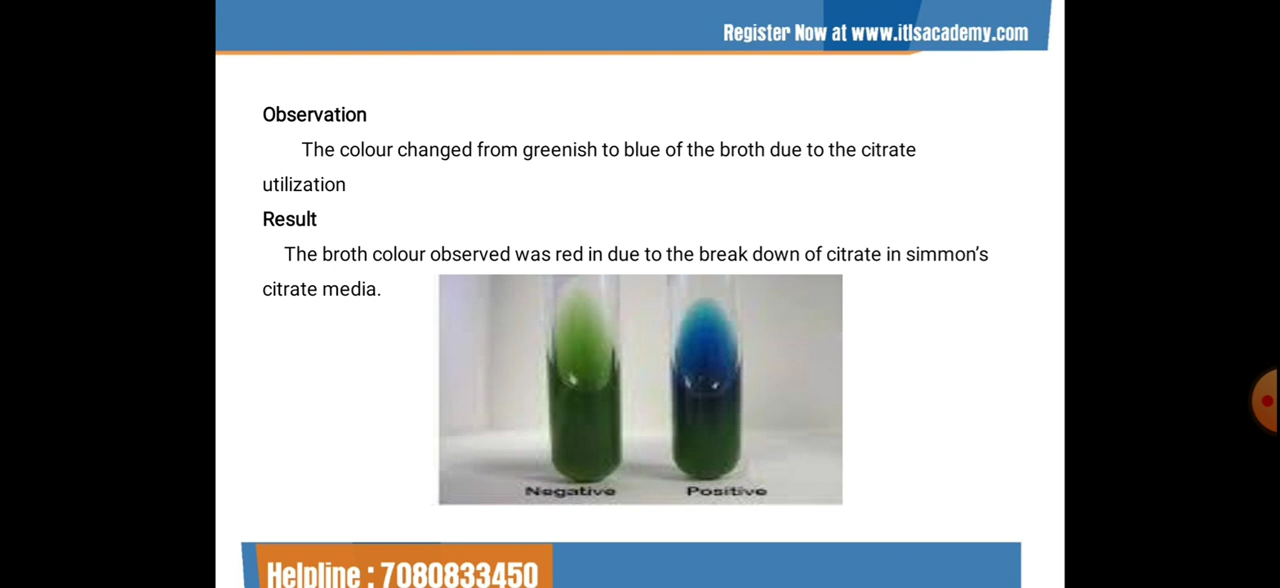 Register Now at www.itlsacademy.com
Observation
The colour changed from greenish to blue of the broth due to the citrate
utilization
Result
The broth colour observed was red in due to the break down of citrate in simmon’s
citrate media.
Negative Positive
Helpline : 7080833450